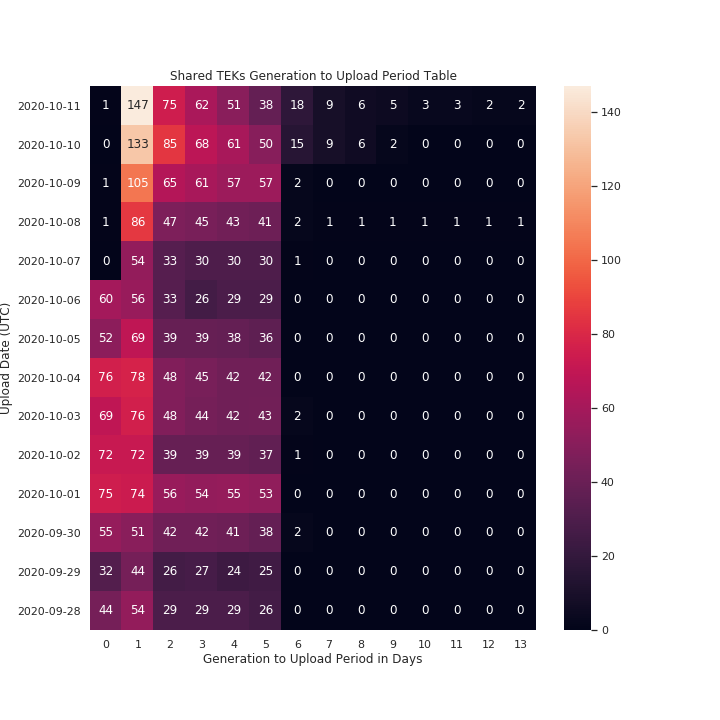 Shared TEKs Generation to Upload Period Table
2020-10-11 1 147 75 62 51 38 18 9 6 5 3 3 2 2
2020-10-10 0 133 85 68 61 50 15 9 6 2 0 0 0 0
2020-10-09 1 105 65 61 57 57 2 0 0 0 0 0 0 0
2020-10-08 1 86 47 45 43 41 2 1 1 1 1 1 1 1
2020-10-07 0 54 33 30 30 30 1 0 0 0 0 0 0 0
2020-10-06 60 56 33 26 29 29 0 0 0 0 0 0 0 0
2020-10-05 52 69 39 39 38 36 0 0 0 0 0 0 0 0
2020-10-04 76 78 48 45 42 42 0 0 0 0 0 0 0 0
2020-10-03 69 76 48 44 42 43 2 0 0 0 0 0 0 0
2020-10-02 72 72 39 39 39 37 1 0 0 0 0 0 0 0
2020-10-01 75 74 56 54 55 53 0 0 0 0 0 0 0 0
2020-09-30 55 51 42 42 41 38 2 0 0 0 0 0 0 0
2020-09-29 32 44 26 27 24 25 0 0 0 0 0 0 0 0
2020-09-28 44 54 29 29 29 26 0 0 0 0 0 0 0 0
0 1 2 3 4 5 6 7 8 9 10 11 12 13
Generation to Upload Period in Days
Upload Date (UTC)
140
120
100
80
60
40
20
0